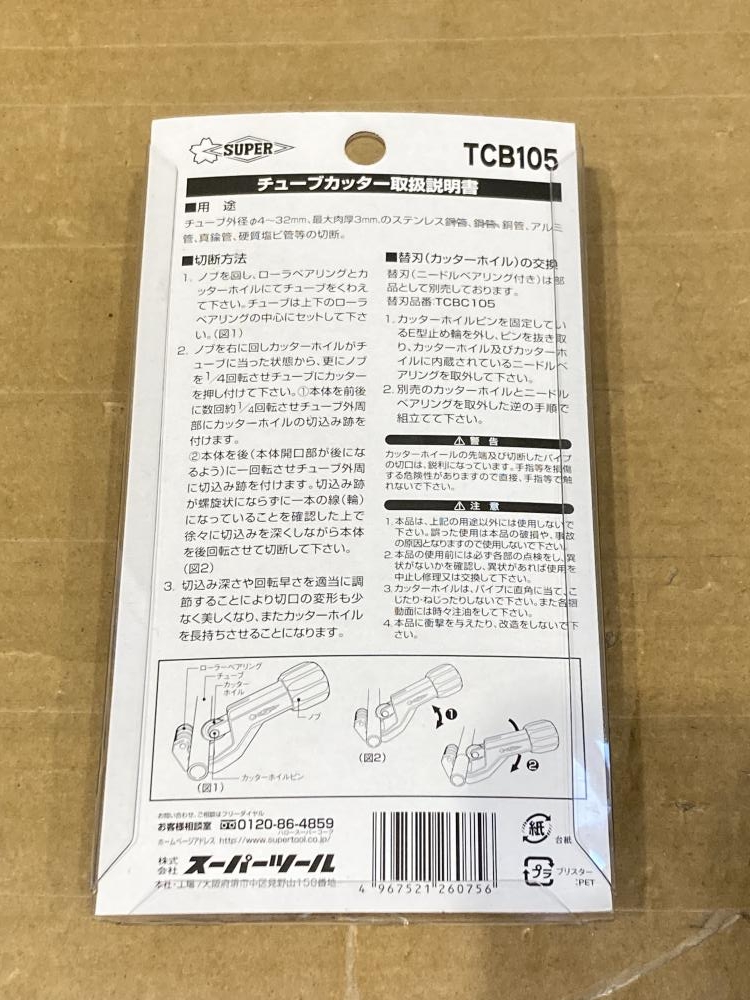 SUPER
TCB105
チューブカッター取扱説明書
■用 途
チューブ外径φ4〜32mm、最大肉厚3mm、のステンレス鋼管、鋼管、銅管、アルミ
管、真鍮管、硬質塩ビ管等の切断。
■切断方法
1. ノブを回し、ローラベアリングとカ
ッターホイルにてチューブをくわえ
て下さい。チューブは上下のローラ
ベアリングの中心にセットして下さ
い。(図1)
2. ノブを右に回しカッターホイルがチ
ューブに当った状態から、更にノブ
を1/4回転させチューブにカッター
を押し付けて下さい。①本体を前後
に数回約1/4回転させチューブ外周
部にカッターホイルの切込み跡を
付けます。
②本体を後(本体開口部が後にな
るよう)に一回転させチューブ外周
に切込み跡を付けます。切込み跡
が螺旋状にならずに一本の線(輪)
になっていることを確認した上で
徐々に切込みを深くしながら本体
を後回転させて切断して下さい。
(図2)
3. 切込み深さや回転早さを適当に調
節することにより切口の変形も少
なく美しくなり、またカッターホイル
を長持ちさせることになります。
■替刃(カッターホイル)の交換
替刃(ニードルベアリング付き)は部
品として別売しております。
替刃品番:TCBC105
1. カッターホイルピンを固定してい
るE型止め輪を外し、ピンを抜き取
り、カッターホイル及びカッターホ
イルに内蔵されているニードルベ
アリングを取外して下さい。
2. 別売のカッターホイルとニードル
ベアリングを取外した逆の手順で
組立てて下さい。
⚠ 警 告
カッターホイールの先端及び切断したパイプ
の切口は、鋭利になっています。手指等を損傷
する危険性がありますので直接、手指等で触
れないで下さい。
⚠ 注 意
1. 本品は、上記の用途以外には使用しないで
下さい。誤った使用は本品の破損や、事故
の原因となりますので使用しないで下さい。
2. 本品の使用前には必ず各部の点検をし、異
状がないかを確認し、異状があれば使用を
中止し修理又は交換して下さい。
3. カッターホイルは、パイプに直角に当て、こ
じたり・ねじったりしないで下さい。また各摺
動面には時々注油をして下さい。
4. 本品に衝撃を与えたり、改造をしないで下
さい。
ローラーベアリング
チューブ
カッター
ホイル
ノブ
カッターホイルピン
(図1)
①
(図2)
②
お問い合わせ、ご相談はフリーダイヤル
お客様相談室 0120-86-4859
ハロースーパーコーク
ホームページアドレス http://www.supertool.co.jp/
株式
会社 スーパーツール
本社・工場/大阪府堺市中区見野山158番地
4 967521 260756
紙
台紙
プラ
ブリスター
:PET